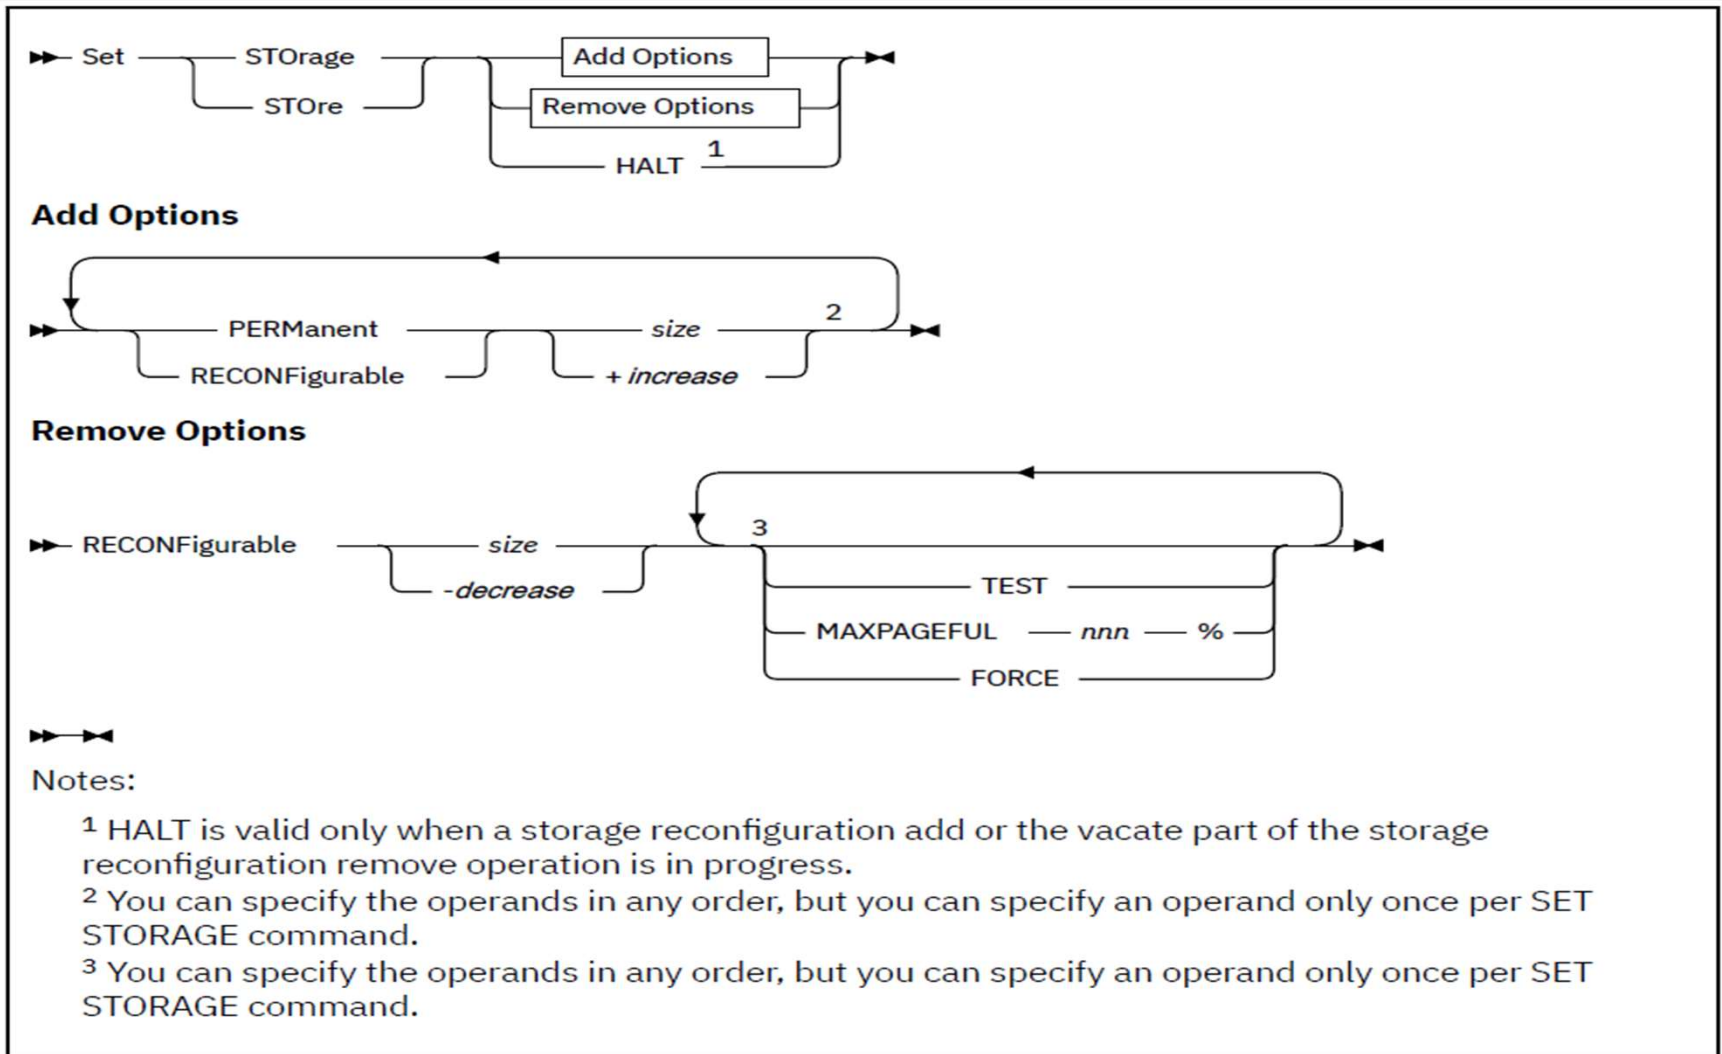 Set STOrage Add Options
STOre Remove Options
HALT 1
Add Options
PERManent size 2
RECONFigurable + increase
Remove Options
3
RECONFigurable size
-decrease TEST
MAXPAGEFUL nnn %
FORCE
Notes:
1 HALT is valid only when a storage reconfiguration add or the vacate part of the storage
reconfiguration remove operation is in progress.
2 You can specify the operands in any order, but you can specify an operand only once per SET
STORAGE command.
3 You can specify the operands in any order, but you can specify an operand only once per SET
STORAGE command.